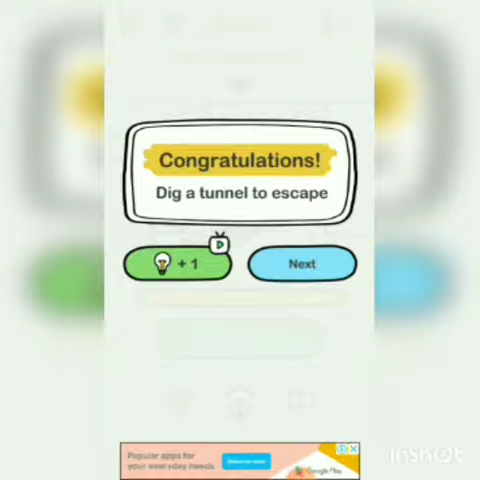 Congratulations!
Dig a tunnel to escape
+ 1
Next
Popular apps for
your everyday needs
Google Play
InShOt